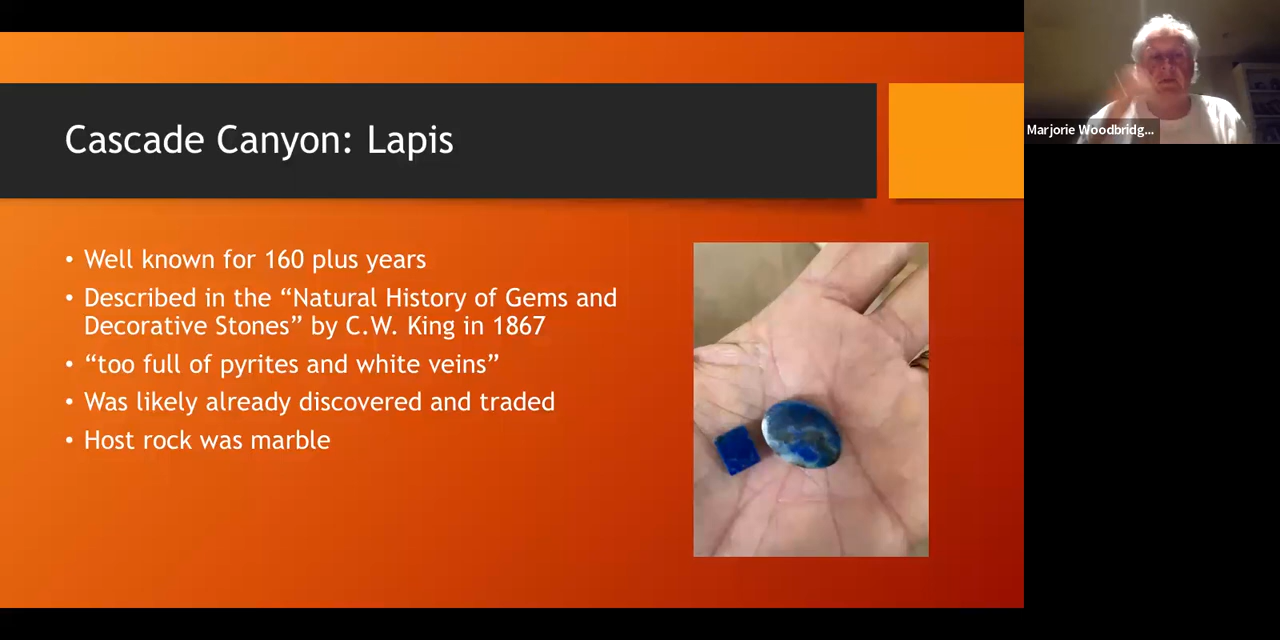 Cascade Canyon: Lapis
Marjorie Woodbridg...
• Well known for 160 plus years
• Described in the “Natural History of Gems and
Decorative Stones” by C.W. King in 1867
• “too full of pyrites and white veins”
• Was likely already discovered and traded
• Host rock was marble